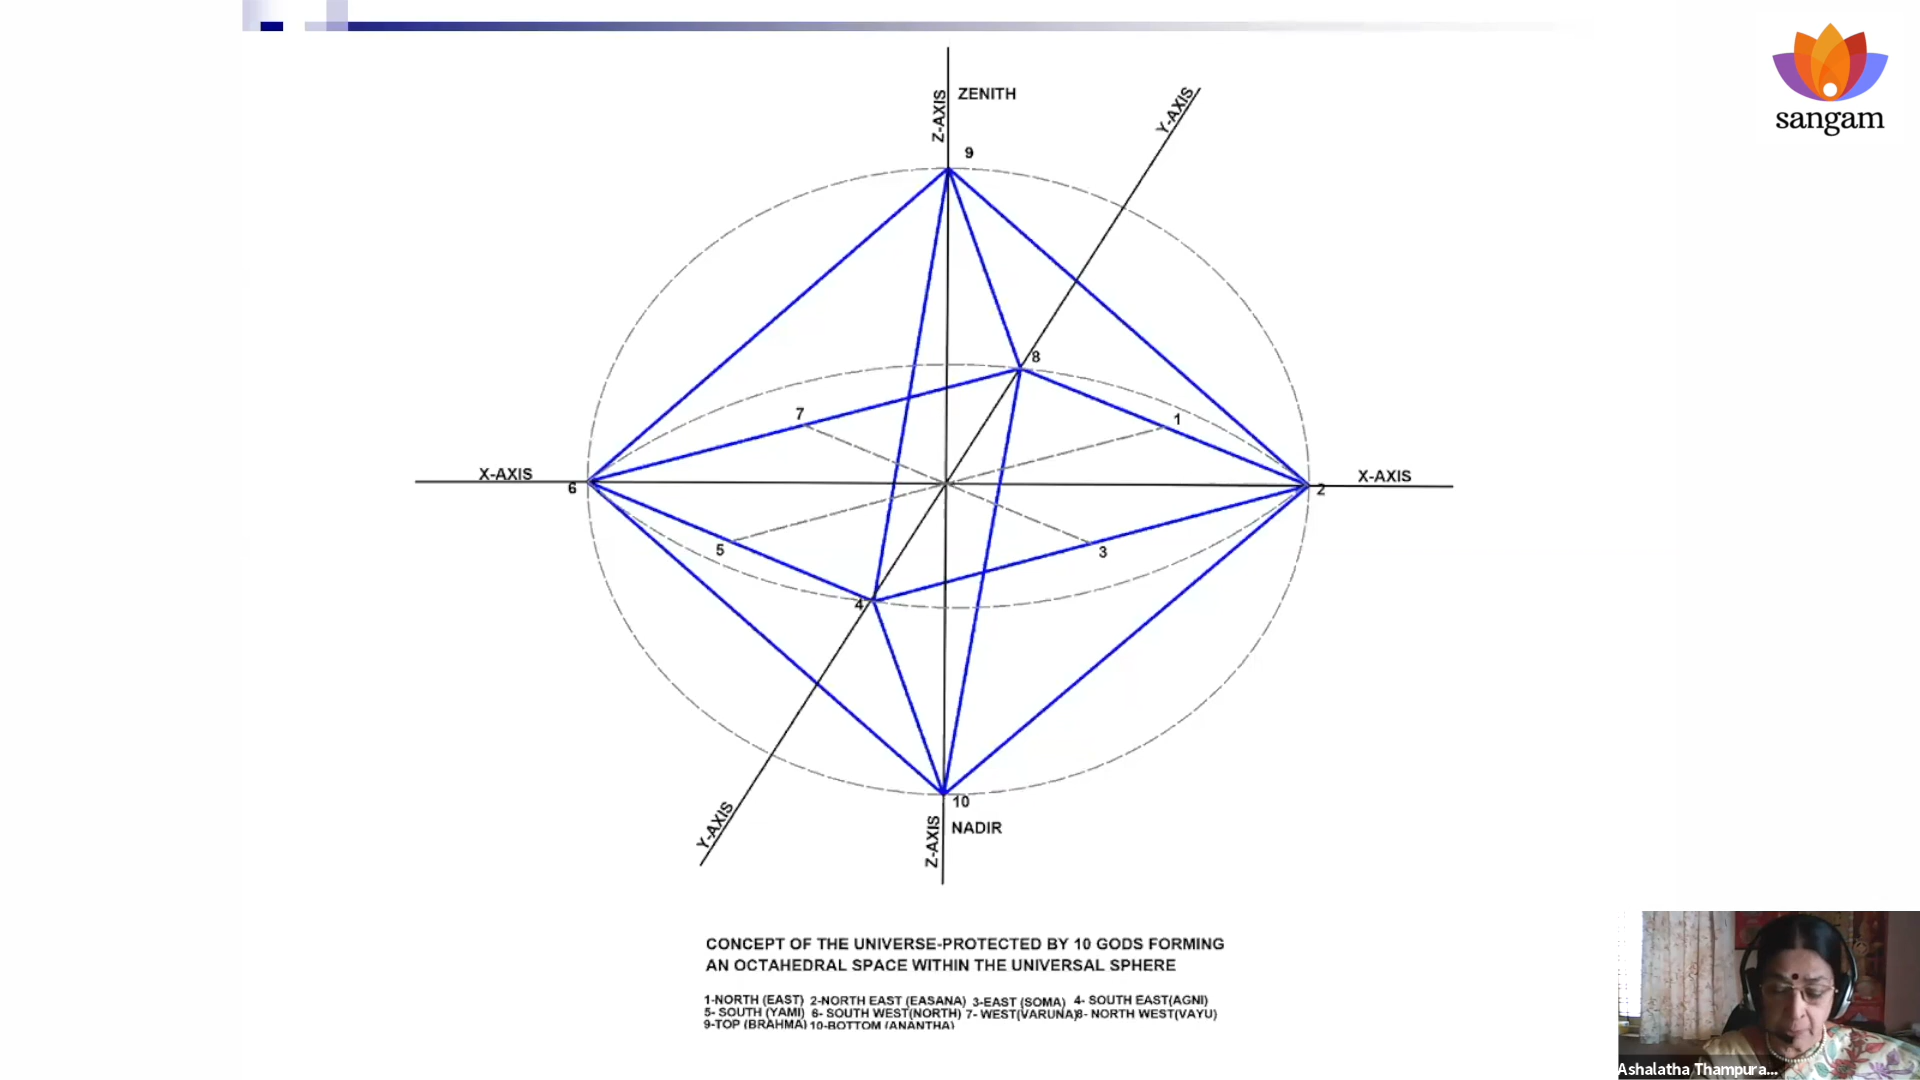 sangam
ZENITH
Z-AXIS
Y-AXIS
9
8
7
1
X-AXIS
6
X-AXIS
2
5
3
4
10
NADIR
Y-AXIS
Z-AXIS
CONCEPT OF THE UNIVERSE-PROTECTED BY 10 GODS FORMING
AN OCTAHEDRAL SPACE WITHIN THE UNIVERSAL SPHERE
1-NORTH (EAST) 2-NORTH EAST (EASANA) 3-EAST (SOMA) 4- SOUTH EAST(AGNI)
5- SOUTH (YAMI) 6- SOUTH WEST(NORTH) 7- WEST(VARUNA)8- NORTH WEST(VAYU)
9-TOP (BRAHMA) 10-BOTTOM (ANANTHA)
Ashalatha Thampura...